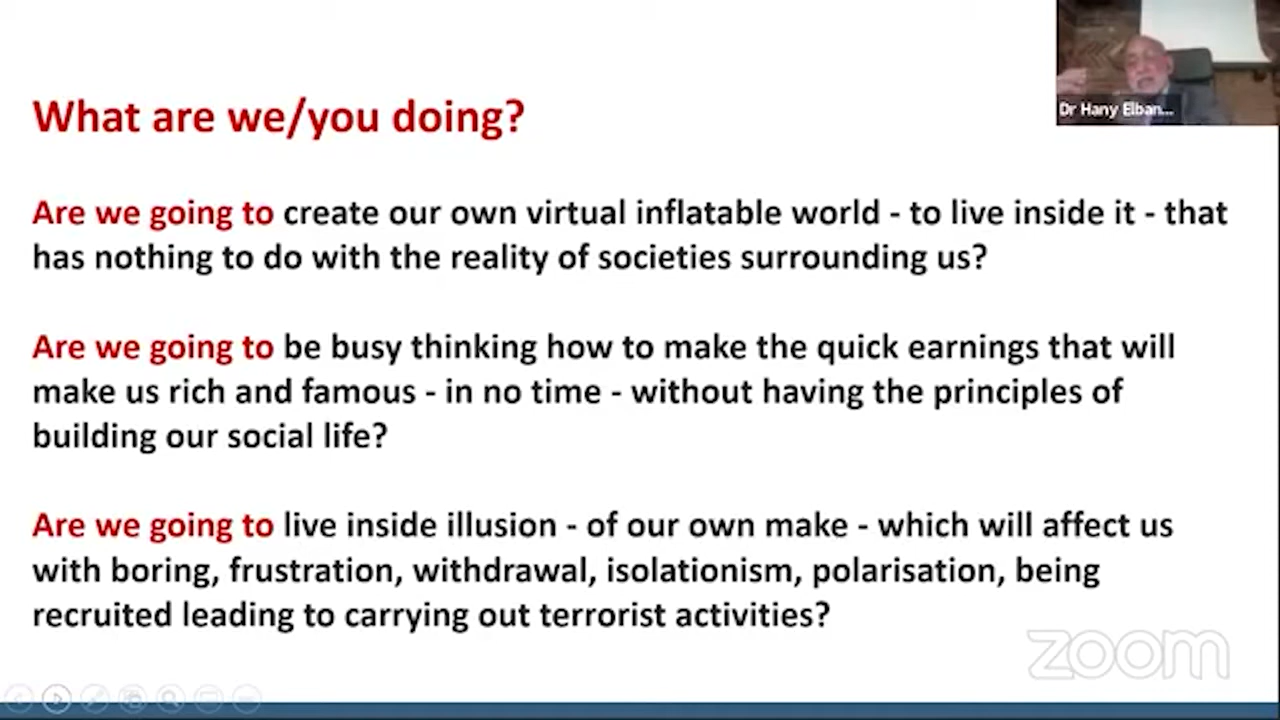 What are we/you doing?
Dr Hany Elban...
Are we going to create our own virtual inflatable world - to live inside it - that
has nothing to do with the reality of societies surrounding us?
Are we going to be busy thinking how to make the quick earnings that will
make us rich and famous - in no time - without having the principles of
building our social life?
Are we going to live inside illusion - of our own make - which will affect us
with boring, frustration, withdrawal, isolationism, polarisation, being
recruited leading to carrying out terrorist activities?
zoom